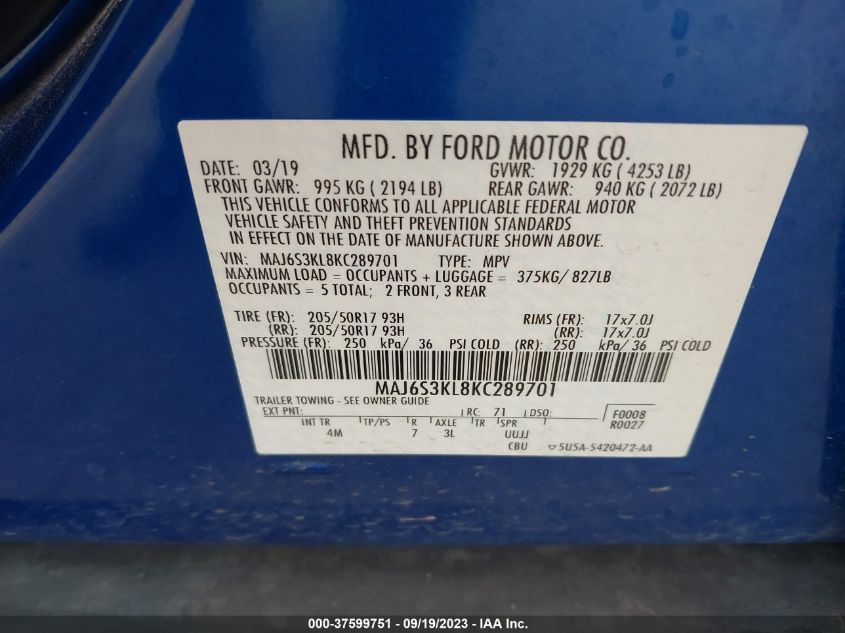 MFD. BY FORD MOTOR CO.
DATE: 03/19 GVWR: 1929 KG ( 4253 LB)
FRONT GAWR: 995 KG ( 2194 LB) REAR GAWR: 940 KG ( 2072 LB)
THIS VEHICLE CONFORMS TO ALL APPLICABLE FEDERAL MOTOR
VEHICLE SAFETY AND THEFT PREVENTION STANDARDS
IN EFFECT ON THE DATE OF MANUFACTURE SHOWN ABOVE.
VIN: MAJ6S3KL8KC289701 TYPE: MPV
MAXIMUM LOAD = OCCUPANTS + LUGGAGE = 375KG/ 827LB
OCCUPANTS = 5 TOTAL; 2 FRONT, 3 REAR
TIRE (FR): 205/50R17 93H RIMS (FR): 17x7.0J
(RR): 205/50R17 93H (RR): 17x7.0J
PRESSURE (FR): 250 kPa/ 36 PSI COLD (RR): 250 kPa/ 36 PSI COLD
MAJ6S3KL8KC289701
TRAILER TOWING - SEE OWNER GUIDE
EXT PNT: RC: 71 DSO: F0008
R0027
INT TR TP/PS R AXLE TR SPR
4M 7 3L UUJJ
CBU ▽5U5A-5420472-AA
000-37599751 - 09/19/2023 - IAA Inc.